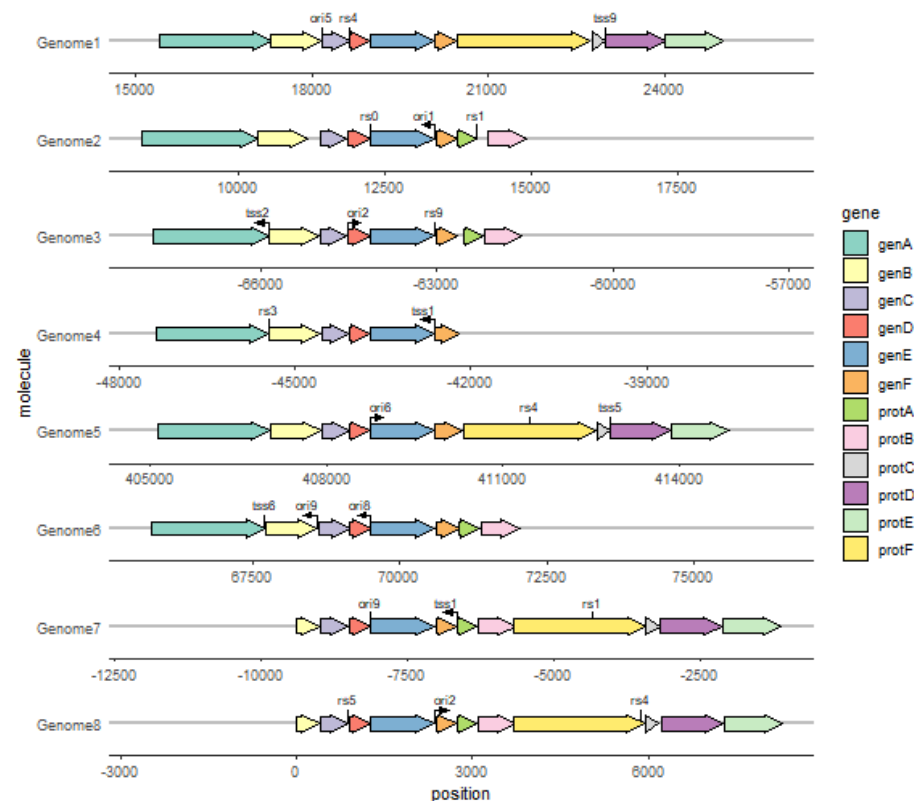 ori5 rs4 tss9
Genome1
15000 18000 21000 24000
rs0 ori1 rs1
Genome2
10000 12500 15000 17500
tss2 ori2 rs9
Genome3
-66000 -63000 -60000 -57000
rs3 tss1
Genome4
-48000 -45000 -42000 -39000
ori6 rs4 tss5
Genome5
405000 408000 411000 414000
tss6 ori9 ori8
Genome6
67500 70000 72500 75000
ori9 tss1 rs1
Genome7
-12500 -10000 -7500 -5000 -2500
rs5 ori2 rs4
Genome8
-3000 0 3000 6000
position
molecule
gene
genA
genB
genC
genD
genE
genF
protA
protB
protC
protD
protE
protF